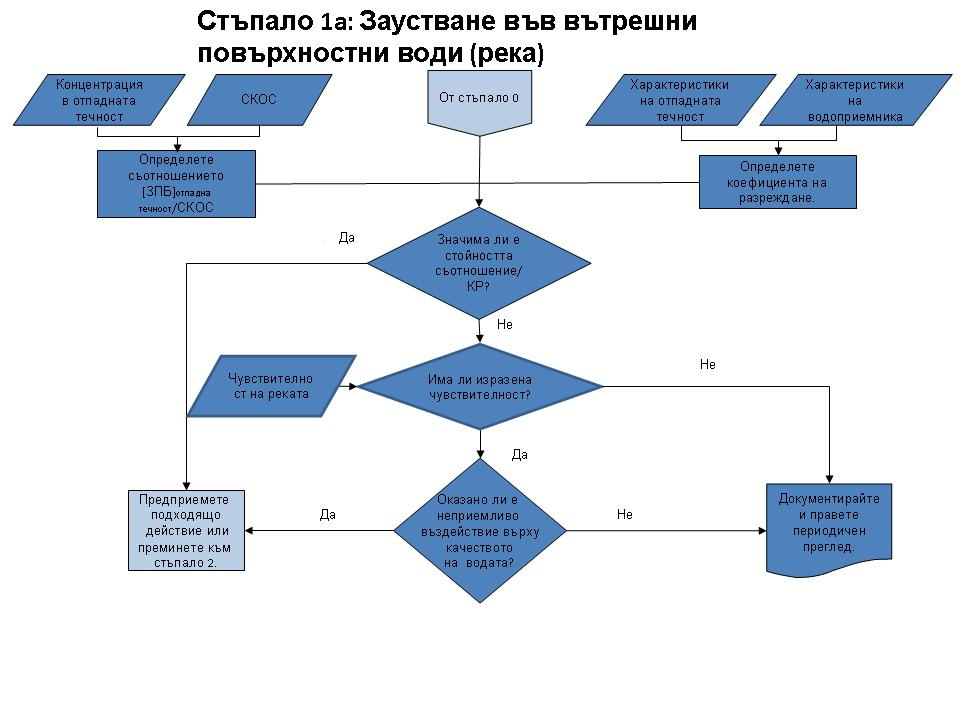 Стъпало 1а: Заустване във вътрешни
повърхностни води (река)
Концентрация
в отпадната
течност
СКОС
От стъпало 0
Характеристики
на отпадната
течност
Характеристики
на
водоприемника
Определете
съотношението
[ЗПБ]отпадна
течност/СКОС
Определете
коефициента на
разреждане.
Да
Значима ли е
стойността
съотношение/
КР?
Не
Чувствително
ст на реката
Има ли изразена
чувствителност?
Не
Да
Предприемете
подходящо
действие или
преминете към
стъпало 2.
Да
Оказано ли е
неприемливо
въздействие върху
качеството
на водата?
Не
Документирайте
и правете
периодичен
преглед.